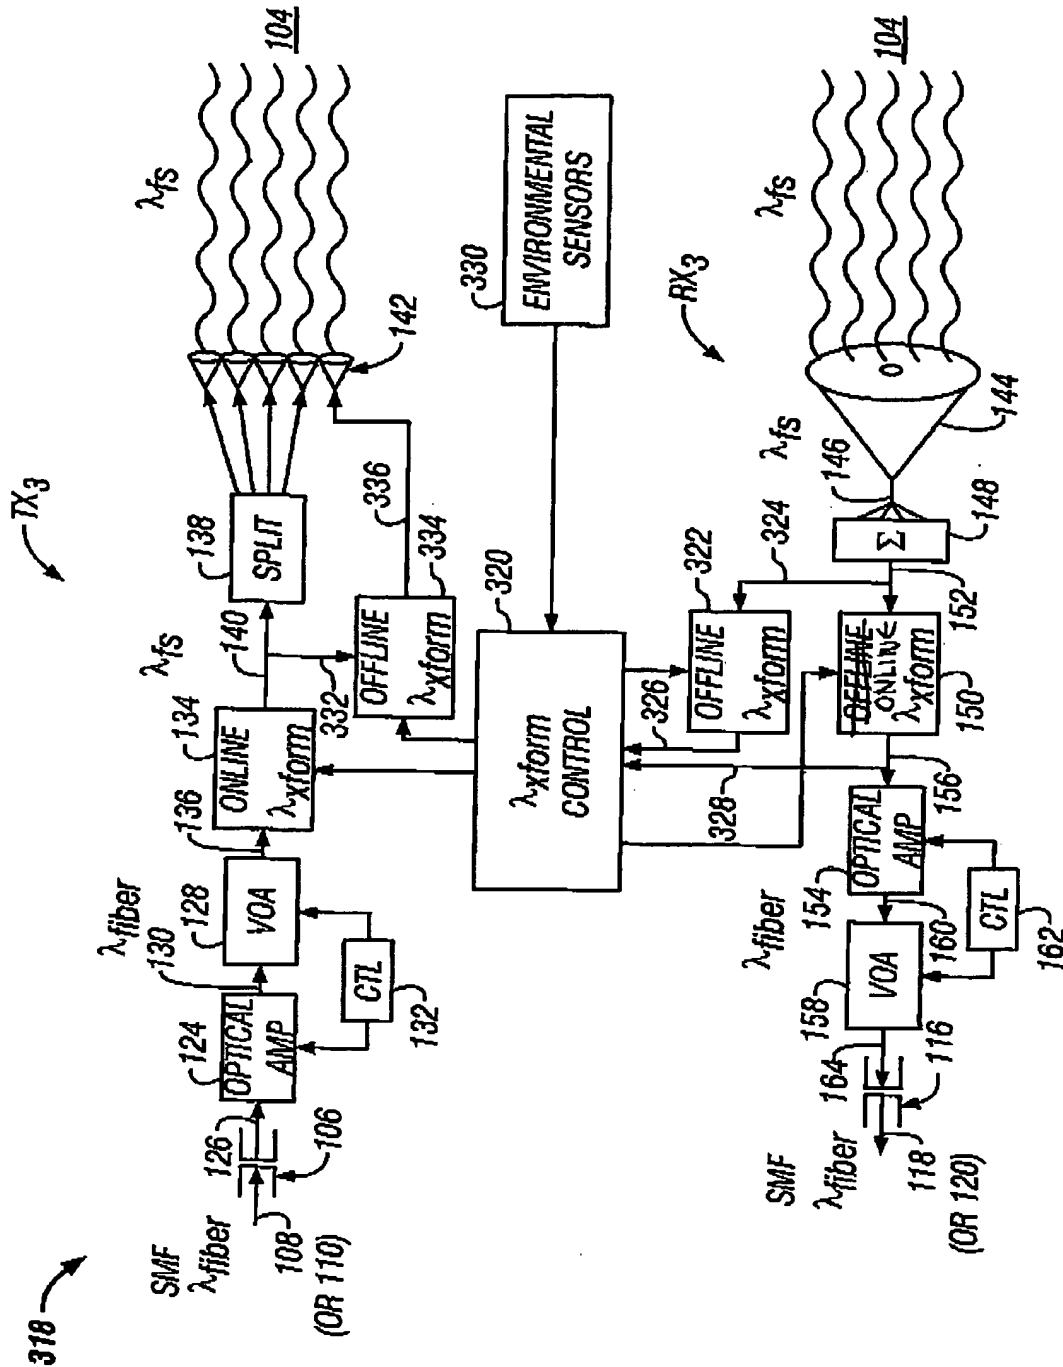 318
TX3
SMF
λfiber
108
(OR 110)
126
106
124
OPTICAL
AMP
λfiber
130
128
VOA
CTL
132
136
134
ONLINE
λxform
λfs
140
332
138
SPLIT
OFFLINE
λxform
334
336
142
λfs
104
320
λxform
CONTROL
330
ENVIRONMENTAL
SENSORS
RX3
322
OFFLINE
λxform
324
326
328
λfs
104
144
λfs
146
148
Σ
152
OFFLINE
ONLINE
λxform
150
156
154
OPTICAL
AMP
λfiber
160
158
VOA
CTL
162
164
116
SMF
λfiber
118
(OR 120)